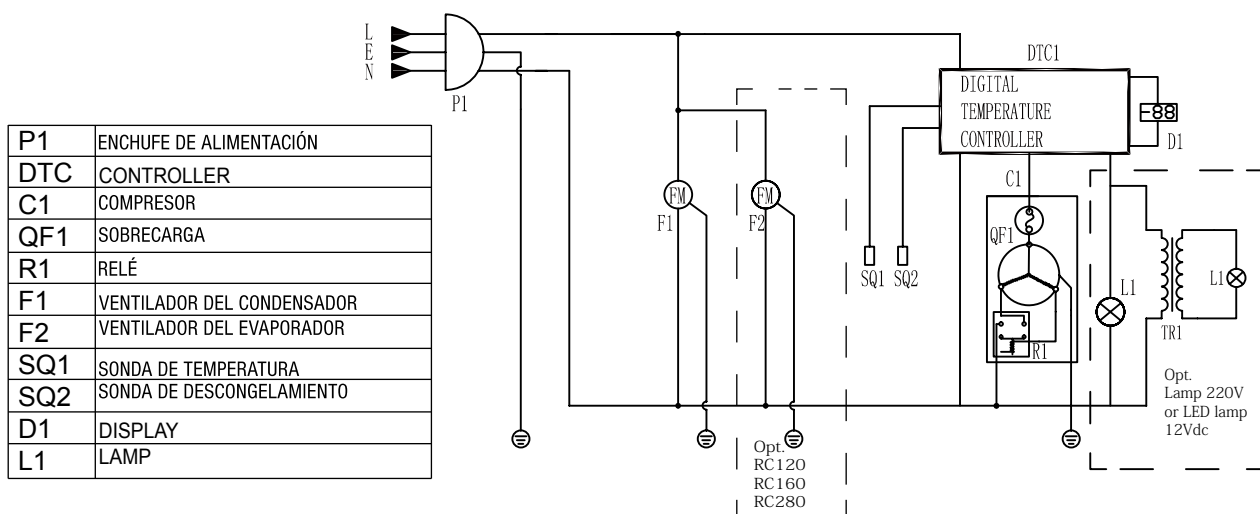 L
E
N
P1
DTC1
DIGITAL
TEMPERATURE
CONTROLLER
-88
D1
P1 ENCHUFE DE ALIMENTACIÓN
DTC CONTROLLER
C1 COMPRESOR
QF1 SOBRECARGA
R1 RELÉ
F1 VENTILADOR DEL CONDENSADOR
F2 VENTILADOR DEL EVAPORADOR
SQ1 SONDA DE TEMPERATURA
SQ2 SONDA DE DESCONGELAMIENTO
D1 DISPLAY
L1 LAMP
FM
F1
FM
F2
SQ1
SQ2
C1
QF1
R1
L1
TR1
L1
Opt.
Lamp 220V
or LED lamp
12Vdc
Opt.
RC120
RC160
RC280